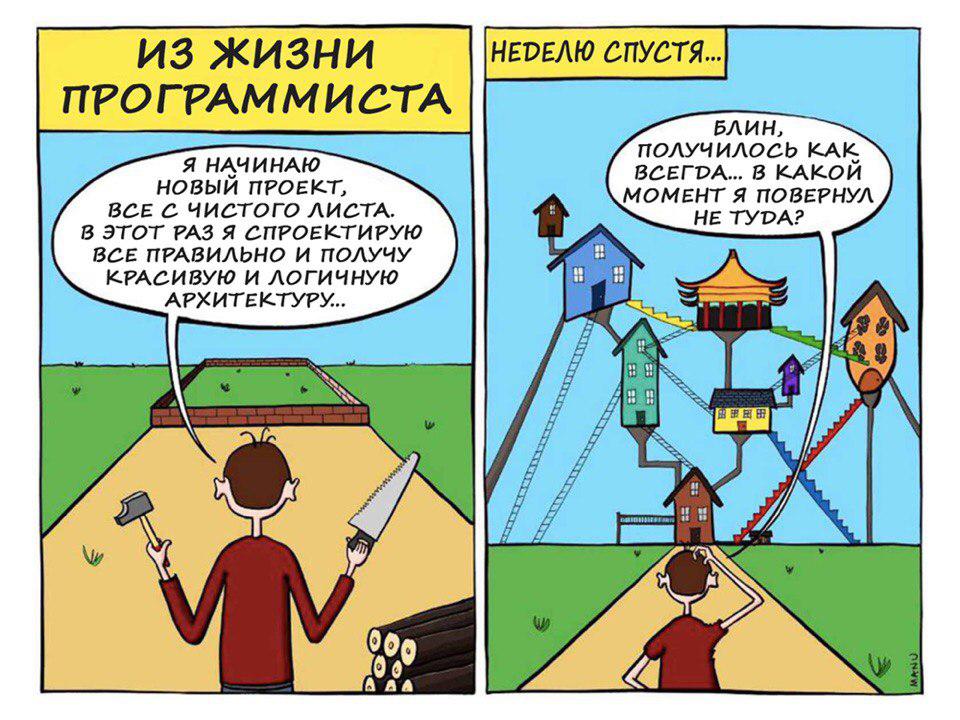 ИЗ ЖИЗНИ
ПРОГРАММИСТА
Я НАЧИНАЮ
НОВЫЙ ПРОЕКТ,
ВСЕ С ЧИСТОГО ЛИСТА.
В ЭТОТ РАЗ Я СПРОЕКТИРУЮ
ВСЕ ПРАВИЛЬНО И ПОЛУЧУ
КРАСИВУЮ И ЛОГИЧНУЮ
АРХИТЕКТУРУ...
НЕДЕЛЮ СПУСТЯ...
БЛИН,
ПОЛУЧИЛОСЬ КАК
ВСЕГДА... В КАКОЙ
МОМЕНТ Я ПОВЕРНУЛ
НЕ ТУДА?
MANU